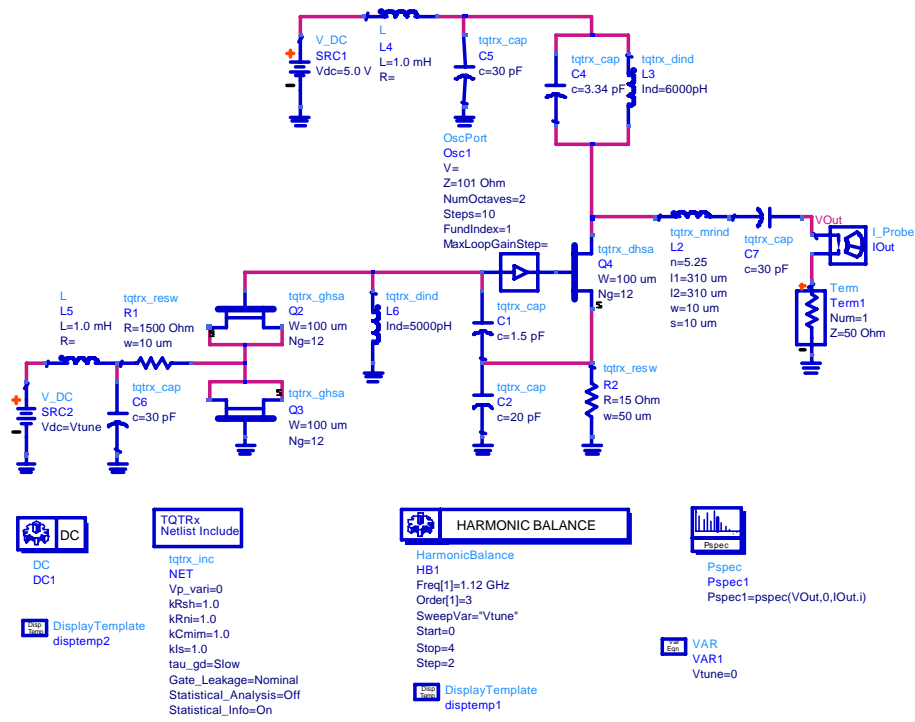 V_DC
SRC1
Vdc=5.0 V
L
L4
L=1.0 mH
R=
tqtrx_cap
C5
c=30 pF
tqtrx_cap
C4
c=3.34 pF
tqtrx_dind
L3
Ind=6000pH
OscPort
Osc1
V=
Z=101 Ohm
NumOctaves=2
Steps=10
FundIndex=1
MaxLoopGainStep=
tqtrx_dhsa
Q4
W=100 um
Ng=12
tqtrx_mrind
L2
n=5.25
l1=310 um
l2=310 um
w=10 um
s=10 um
tqtrx_cap
C7
c=30 pF
VOut
I_Probe
IOut
Term
Term1
Num=1
Z=50 Ohm
L
L5
L=1.0 mH
R=
tqtrx_resw
R1
R=1500 Ohm
w=10 um
tqtrx_ghsa
Q2
W=100 um
Ng=12
tqtrx_dind
L6
Ind=5000pH
tqtrx_cap
C1
c=1.5 pF
V_DC
SRC2
Vdc=Vtune
tqtrx_cap
C6
c=30 pF
tqtrx_ghsa
Q3
W=100 um
Ng=12
tqtrx_cap
C2
c=20 pF
tqtrx_resw
R2
R=15 Ohm
w=50 um
DC
DC
DC1
Disp
Temp
DisplayTemplate
disptemp2
TQTRx
Netlist Include
tqtrx_inc
NET
Vp_vari=0
kRsh=1.0
kRni=1.0
kCmim=1.0
kIs=1.0
tau_gd=Slow
Gate_Leakage=Nominal
Statistical_Analysis=Off
Statistical_Info=On
HARMONIC BALANCE
HarmonicBalance
HB1
Freq[1]=1.12 GHz
Order[1]=3
SweepVar="Vtune"
Start=0
Stop=4
Step=2
Disp
Temp
DisplayTemplate
disptemp1
Pspec
Pspec
Pspec1
Pspec1=pspec(VOut,0,IOut.i)
Var
Eqn
VAR
VAR1
Vtune=0